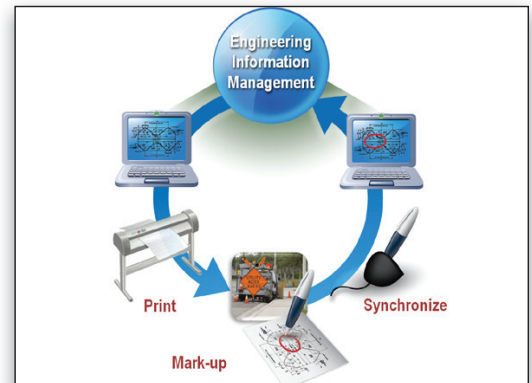 Engineering
Information
Management
Print
Synchronize
Mark-up